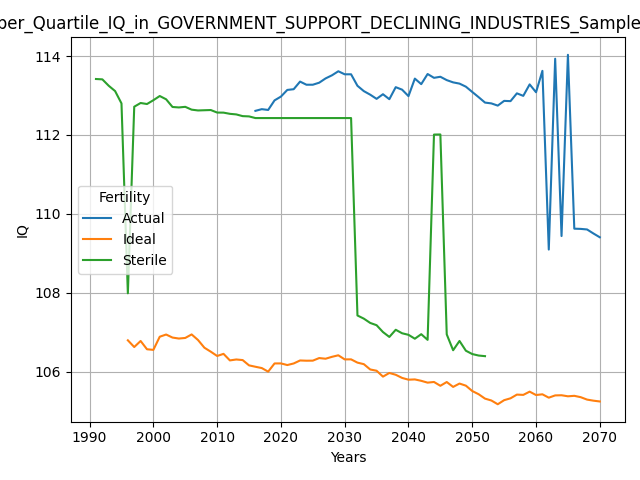 per_Quartile_IQ_in_GOVERNMENT_SUPPORT_DECLINING_INDUSTRIES_Sample
114
112
110
108
106
IQ
Fertility
Actual
Ideal
Sterile
1990 2000 2010 2020 2030 2040 2050 2060 2070
Years